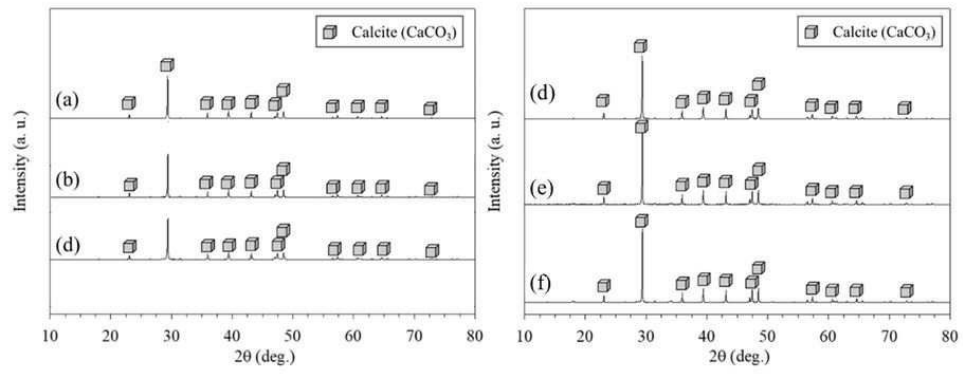 Calcite (CaCO₃)
(a)
(b)
(d)
Intensity (a. u.)
10 20 30 40 50 60 70 80
2θ (deg.)
Calcite (CaCO₃)
(d)
(e)
(f)
Intensity (a. u.)
10 20 30 40 50 60 70 80
2θ (deg.)